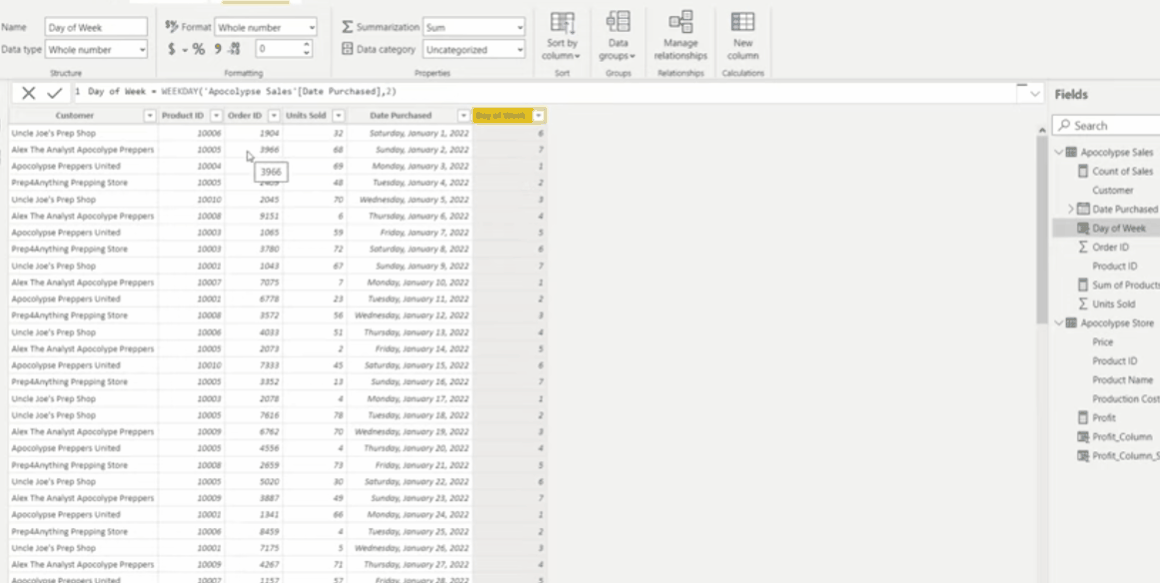 Name Day of Week $% Format Whole number Σ Summarization Sum
Data type Whole number $ % 9 .00 0 Data category Uncategorized Sort by column Data groups Manage relationships New column
Structure Formatting Properties Sort Groups Relationships Calculations
1 Day of Week = WEEKDAY('Apocolypse Sales'[Date Purchased],2)
Fields
Customer Product ID Order ID Units Sold Date Purchased Day of Week
Search
Uncle Joe's Prep Shop 10006 1904 32 Saturday, January 1, 2022 6
Alex The Analyst Apocolype Preppers 10005 3966 68 Sunday, January 2, 2022 7
Apocolypse Preppers United 10004 69 Monday, January 3, 2022 1
3966
Prep4Anything Prepping Store 10005 48 Tuesday, January 4, 2022 2
Uncle Joe's Prep Shop 10010 2045 70 Wednesday, January 5, 2022 3
Alex The Analyst Apocolype Preppers 10008 9151 6 Thursday, January 6, 2022 4
Apocolypse Preppers United 10003 1065 59 Friday, January 7, 2022 5
Prep4Anything Prepping Store 10003 3780 72 Saturday, January 8, 2022 6
Uncle Joe's Prep Shop 10001 1043 67 Sunday, January 9, 2022 7
Alex The Analyst Apocolype Preppers 10007 7075 7 Monday, January 10, 2022 1
Apocolypse Preppers United 10001 6778 23 Tuesday, January 11, 2022 2
Prep4Anything Prepping Store 10008 3572 56 Wednesday, January 12, 2022 3
Uncle Joe's Prep Shop 10006 4033 51 Thursday, January 13, 2022 4
Alex The Analyst Apocolype Preppers 10005 2073 2 Friday, January 14, 2022 5
Apocolypse Preppers United 10010 7333 45 Saturday, January 15, 2022 6
Prep4Anything Prepping Store 10005 3352 13 Sunday, January 16, 2022 7
Uncle Joe's Prep Shop 10003 2078 4 Monday, January 17, 2022 1
Uncle Joe's Prep Shop 10005 7616 78 Tuesday, January 18, 2022 2
Alex The Analyst Apocolype Preppers 10009 6762 70 Wednesday, January 19, 2022 3
Apocolypse Preppers United 10005 4556 4 Thursday, January 20, 2022 4
Prep4Anything Prepping Store 10008 2659 73 Friday, January 21, 2022 5
Uncle Joe's Prep Shop 10005 5020 30 Saturday, January 22, 2022 6
Alex The Analyst Apocolype Preppers 10009 3887 49 Sunday, January 23, 2022 7
Apocolypse Preppers United 10001 1341 66 Monday, January 24, 2022 1
Prep4Anything Prepping Store 10006 8459 4 Tuesday, January 25, 2022 2
Uncle Joe's Prep Shop 10001 7175 5 Wednesday, January 26, 2022 3
Alex The Analyst Apocolype Preppers 10009 4267 71 Thursday, January 27, 2022 4
Apocolypse Preppers United 10007 1157 57 Friday, January 28, 2022 5
Apocolypse Sales
Count of Sales
Customer
Date Purchased
Day of Week
Σ Order ID
Product ID
Sum of Products
Σ Units Sold
Apocolypse Store
Price
Product ID
Product Name
Production Cost
Profit
Profit_Column
Profit_Column_S